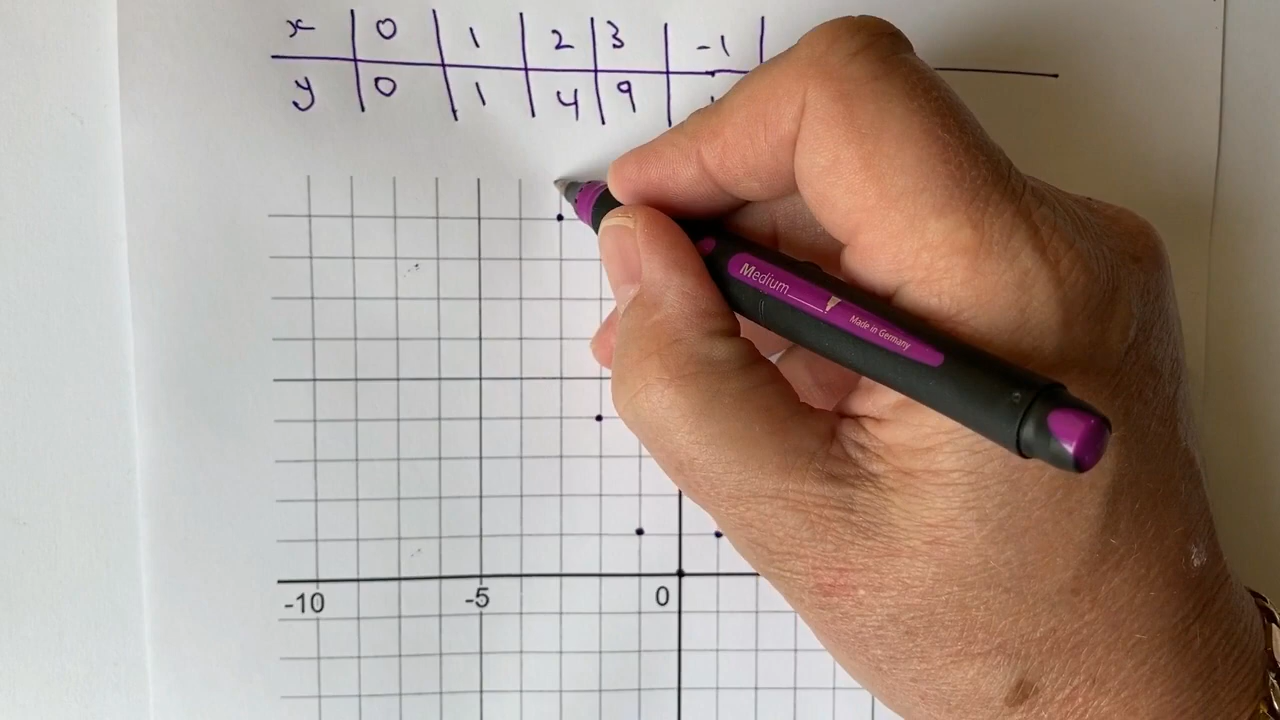 x 0 1 2 3 -1
y 0 1 4 9
Medium
Made in Germany
-10 -5 0